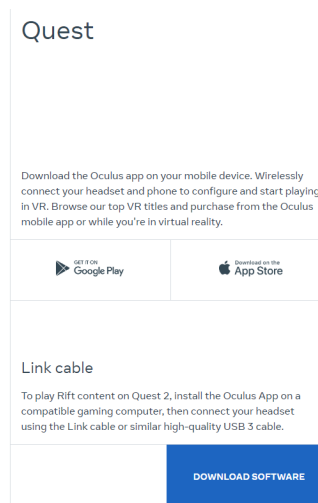 Quest
Download the Oculus app on your mobile device. Wirelessly
connect your headset and phone to configure and start playing
in VR. Browse our top VR titles and purchase from the Oculus
mobile app or while you're in virtual reality.
GET IT ON
Google Play
Download on the
App Store
Link cable
To play Rift content on Quest 2, install the Oculus App on a
compatible gaming computer, then connect your headset
using the Link cable or similar high-quality USB 3 cable.
DOWNLOAD SOFTWARE